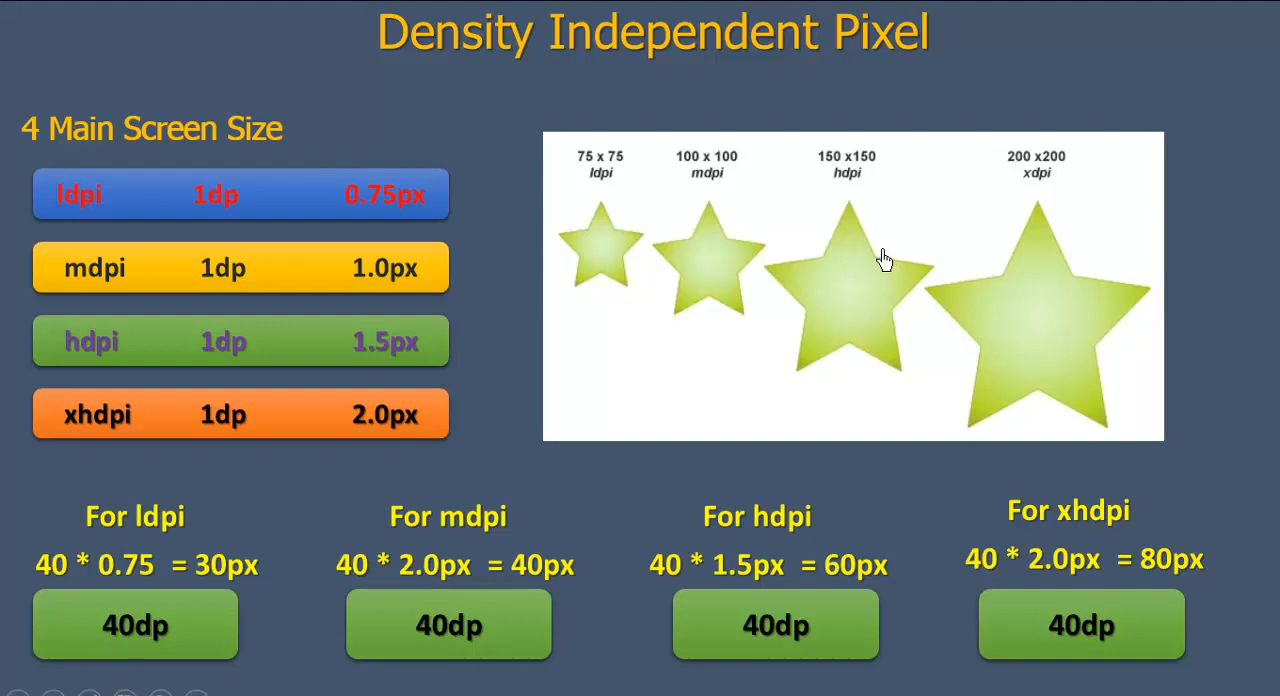 Density Independent Pixel
4 Main Screen Size
ldpi 1dp 0.75px
mdpi 1dp 1.0px
hdpi 1dp 1.5px
xhdpi 1dp 2.0px
75 x 75 100 x 100 150 x150 200 x200
ldpi mdpi hdpi xdpi
For ldpi For mdpi For hdpi For xhdpi
40 * 0.75 = 30px 40 * 2.0px = 40px 40 * 1.5px = 60px 40 * 2.0px = 80px
40dp 40dp 40dp 40dp